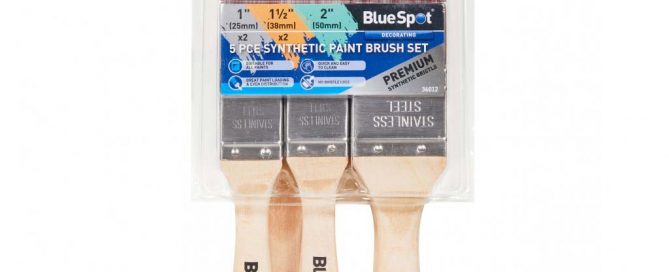 1" 1½" 2" BlueSpot
(25mm) (38mm) (50mm)
x2 x2
DECORATING
5 PCE SYNTHETIC PAINT BRUSH SET
SUITABLE FOR
ALL PAINTS
QUICK AND EASY
TO CLEAN
GREAT PAINT LOADING
& EVEN DISTRIBUTION
NO BRISTLE LOSS
PREMIUM
SYNTHETIC BRISTLE
36012
STAINLESS
STEEL
STAINLESS
STEEL
STAINLESS
STEEL
BL
BLU